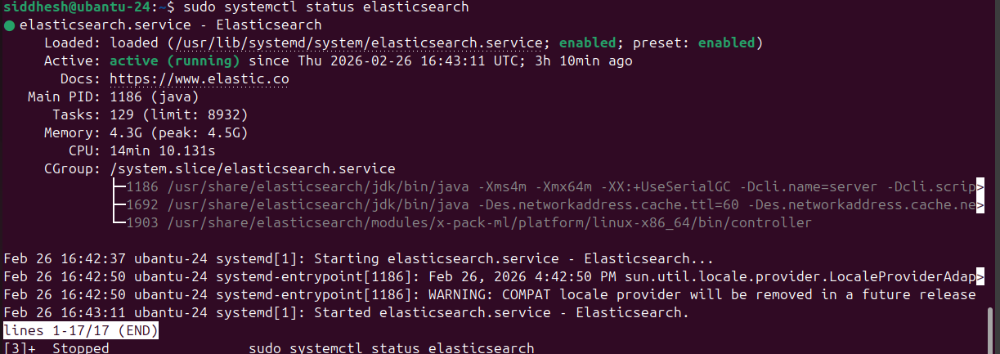 siddhesh@ubantu-24:~$ sudo systemctl status elasticsearch
● elasticsearch.service - Elasticsearch
     Loaded: loaded (/usr/lib/systemd/system/elasticsearch.service; enabled; preset: enabled)
     Active: active (running) since Thu 2026-02-26 16:43:11 UTC; 3h 10min ago
       Docs: https://www.elastic.co
   Main PID: 1186 (java)
      Tasks: 129 (limit: 8932)
     Memory: 4.3G (peak: 4.5G)
        CPU: 14min 10.131s
     CGroup: /system.slice/elasticsearch.service
             ├─1186 /usr/share/elasticsearch/jdk/bin/java -Xms4m -Xmx64m -XX:+UseSerialGC -Dcli.name=server -Dcli.scrip>
             ├─1692 /usr/share/elasticsearch/jdk/bin/java -Des.networkaddress.cache.ttl=60 -Des.networkaddress.cache.ne>
             └─1903 /usr/share/elasticsearch/modules/x-pack-ml/platform/linux-x86_64/bin/controller

Feb 26 16:42:37 ubantu-24 systemd[1]: Starting elasticsearch.service - Elasticsearch...
Feb 26 16:42:50 ubantu-24 systemd-entrypoint[1186]: Feb 26, 2026 4:42:50 PM sun.util.locale.provider.LocaleProviderAdap>
Feb 26 16:42:50 ubantu-24 systemd-entrypoint[1186]: WARNING: COMPAT locale provider will be removed in a future release
Feb 26 16:43:11 ubantu-24 systemd[1]: Started elasticsearch.service - Elasticsearch.
lines 1-17/17 (END)
[3]+  Stopped                 sudo systemctl status elasticsearch